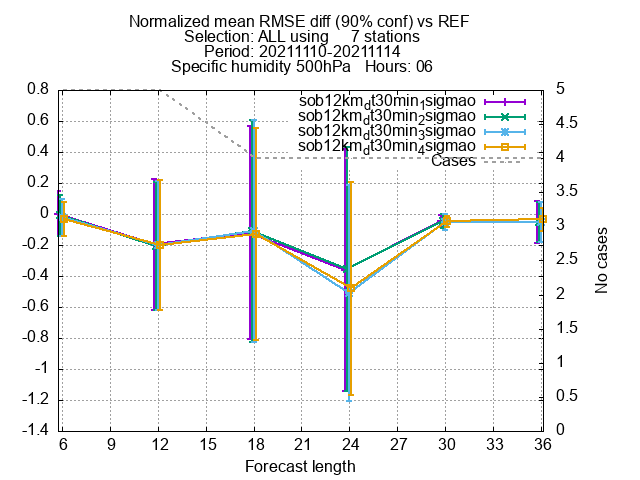 Normalized mean RMSE diff (90% conf) vs REF
Selection: ALL using 7 stations
Period: 20211110-20211114
Specific humidity 500hPa Hours: 06
sob12km_dt30min_1sigmao
sob12km_dt30min_2sigmao
sob12km_dt30min_3sigmao
sob12km_dt30min_4sigmao
Cases
0.8
0.6
0.4
0.2
0
-0.2
-0.4
-0.6
-0.8
-1
-1.2
-1.4
5
4.5
4
3.5
3
2.5
2
1.5
1
0.5
0
No cases
6 9 12 15 18 21 24 27 30 33 36
Forecast length